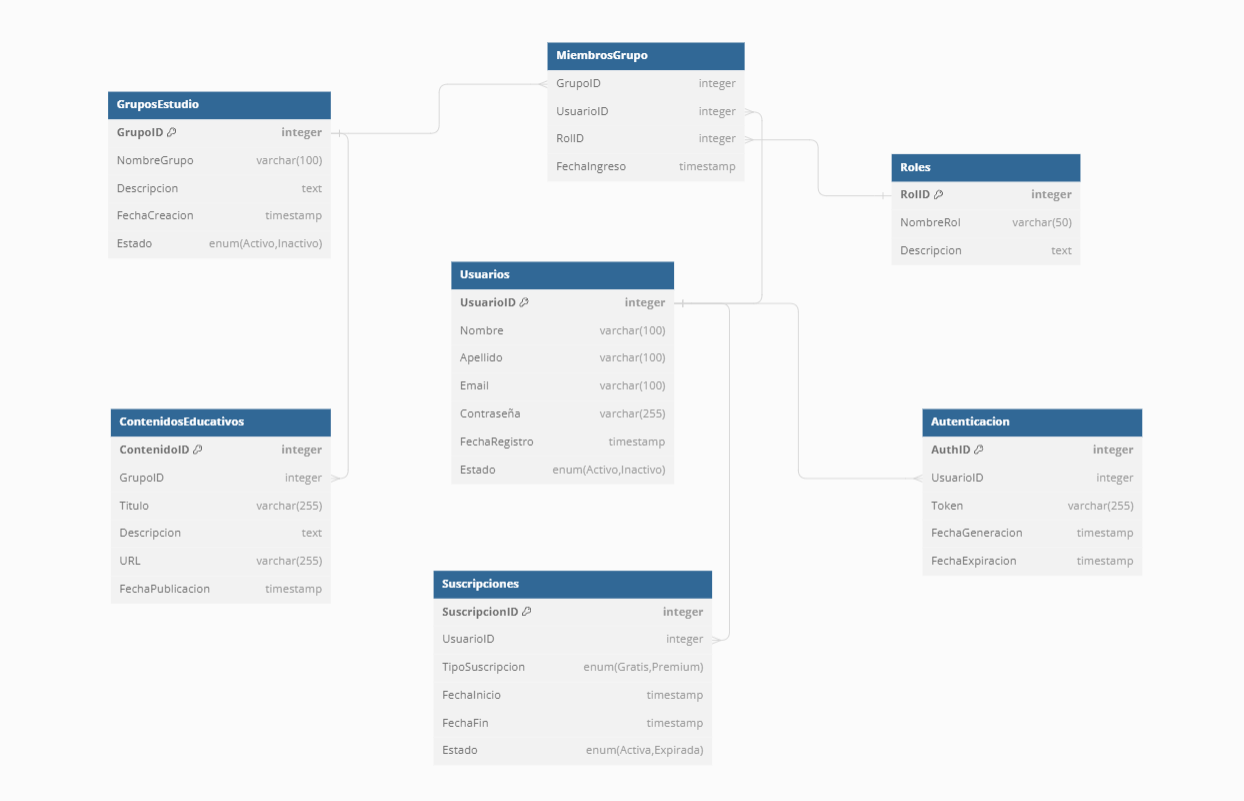 MiembrosGrupo
GrupoID integer
UsuarioID integer
RolID integer
FechaIngreso timestamp
GruposEstudio
GrupoID integer
NombreGrupo varchar(100)
Descripcion text
FechaCreacion timestamp
Estado enum(Activo,Inactivo)
Roles
RolID integer
NombreRol varchar(50)
Descripcion text
Usuarios
UsuarioID integer
Nombre varchar(100)
Apellido varchar(100)
Email varchar(100)
Contraseña varchar(255)
FechaRegistro timestamp
Estado enum(Activo,Inactivo)
ContenidosEducativos
ContenidoID integer
GrupoID integer
Titulo varchar(255)
Descripcion text
URL varchar(255)
FechaPublicacion timestamp
Autenticacion
AuthID integer
UsuarioID integer
Token varchar(255)
FechaGeneracion timestamp
FechaExpiracion timestamp
Suscripciones
SuscripcionID integer
UsuarioID integer
TipoSuscripcion enum(Gratis,Premium)
FechaInicio timestamp
FechaFin timestamp
Estado enum(Activa,Expirada)